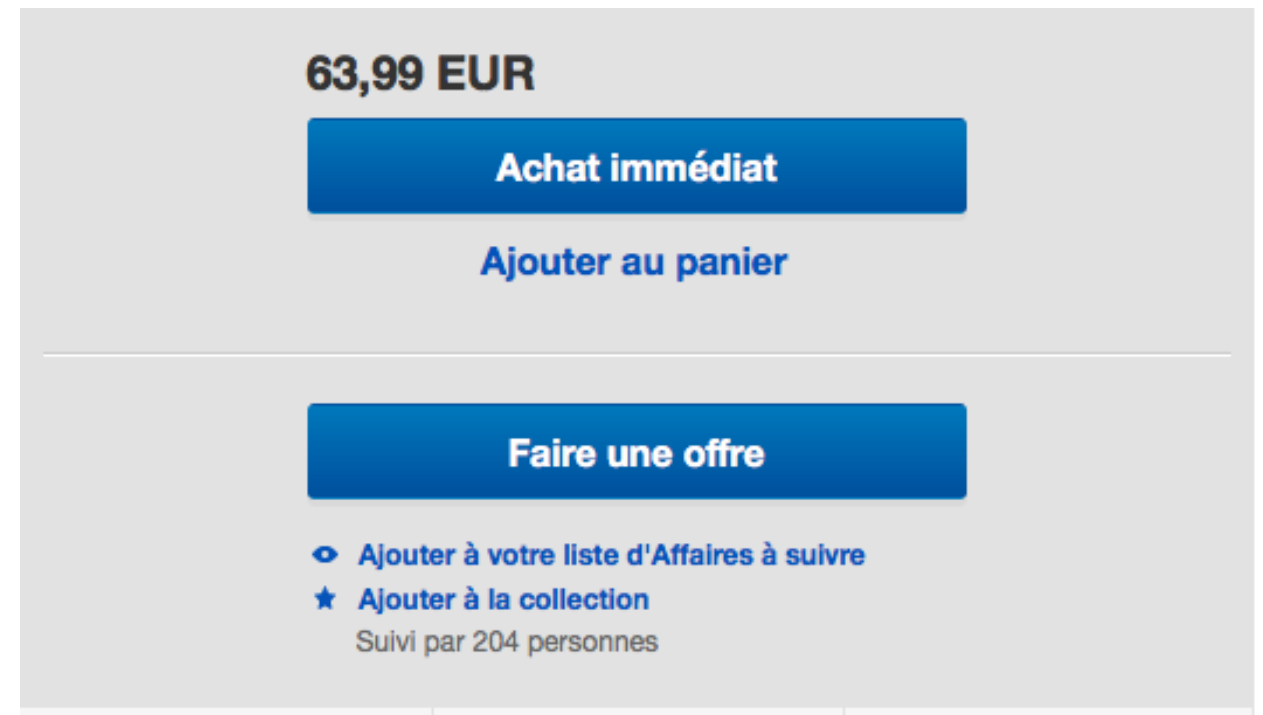 63,99 EUR
Achat immédiat
Ajouter au panier
Faire une offre
Ajouter à votre liste d'Affaires à suivre
Ajouter à la collection
Suivi par 204 personnes